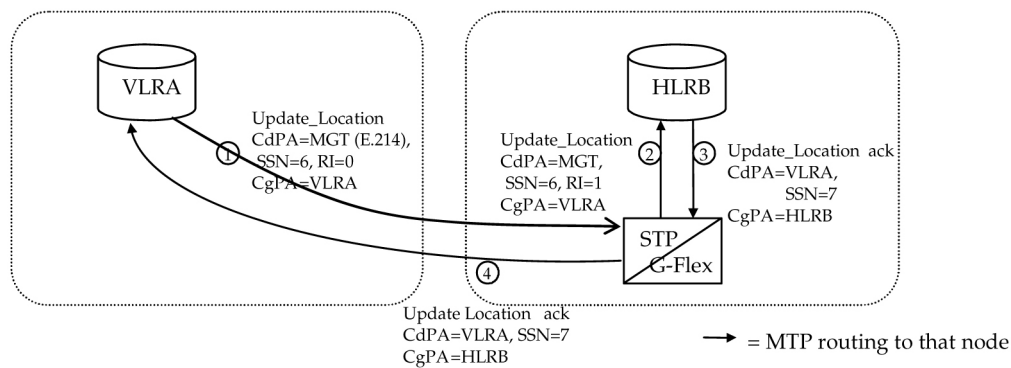 VLRA
HLRB
Update_Location
CdPA=MGT (E.214),
SSN=6, RI=0
CgPA=VLRA
1
Update_Location
CdPA=MGT,
SSN=6, RI=1
CgPA=VLRA
2
3
Update_Location ack
CdPA=VLRA,
SSN=7
CgPA=HLRB
STP
G-Flex
4
Update Location ack
CdPA=VLRA, SSN=7
CgPA=HLRB
= MTP routing to that node